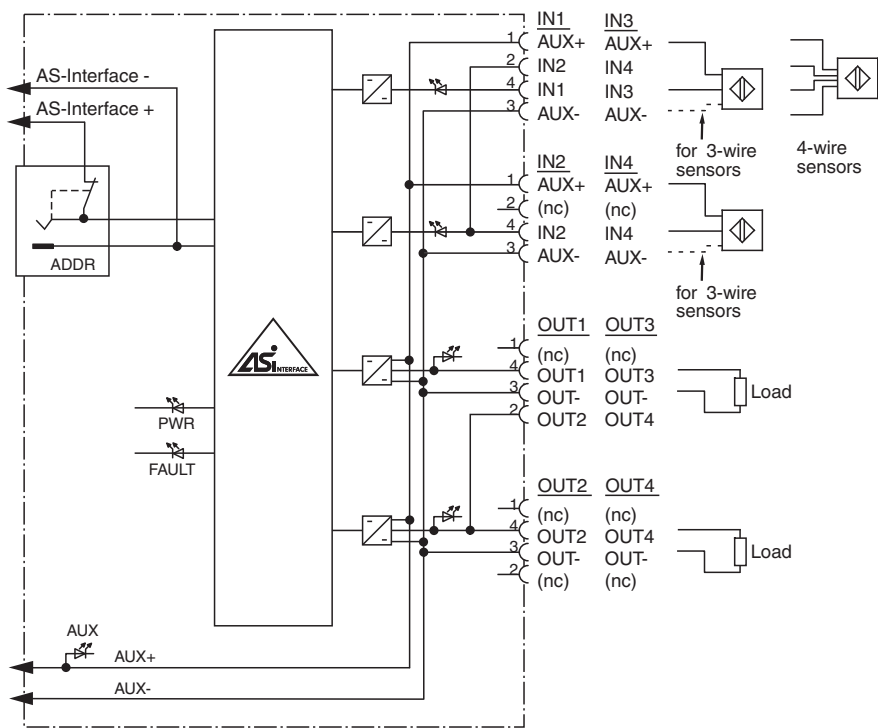 AS-Interface -
AS-Interface +
ADDR
ASi INTERFACE
PWR
FAULT
AUX
AUX+
AUX-
IN1 IN3
1 AUX+ AUX+
2 IN2 IN4
4 IN1 IN3
3 AUX- AUX-
for 3-wire
sensors
4-wire
sensors
IN2 IN4
1 AUX+ AUX+
2 (nc) (nc)
4 IN2 IN4
3 AUX- AUX-
for 3-wire
sensors
OUT1 OUT3
1 (nc) (nc)
4 OUT1 OUT3
3 OUT- OUT-
2 OUT2 OUT4
Load
OUT2 OUT4
1 (nc) (nc)
4 OUT2 OUT4
3 OUT- OUT-
2 (nc) (nc)
Load